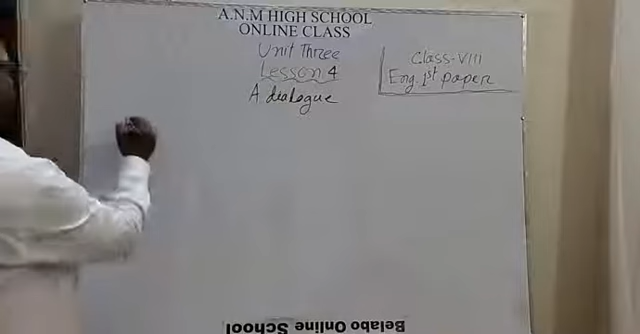 A.N.M HIGH SCHOOL
ONLINE CLASS
Unit Three
Lesson 4
A dialogue
Class-VIII
Eng. 1st paper
Belabo Online School